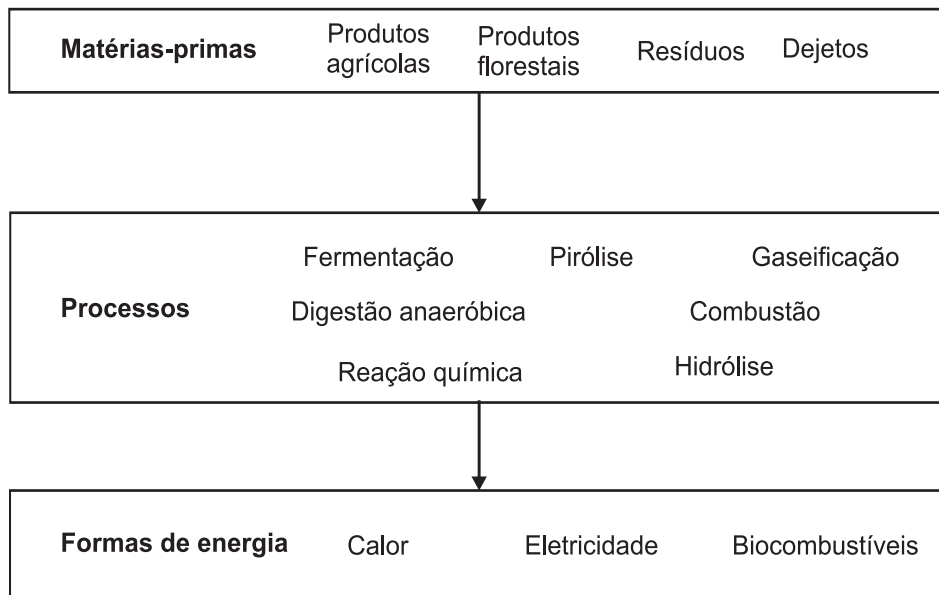 Matérias-primas
Produtos
agrícolas
Produtos
florestais
Resíduos
Dejetos
Processos
Fermentação
Pirólise
Gaseificação
Digestão anaeróbica
Combustão
Reação química
Hidrólise
Formas de energia
Calor
Eletricidade
Biocombustíveis